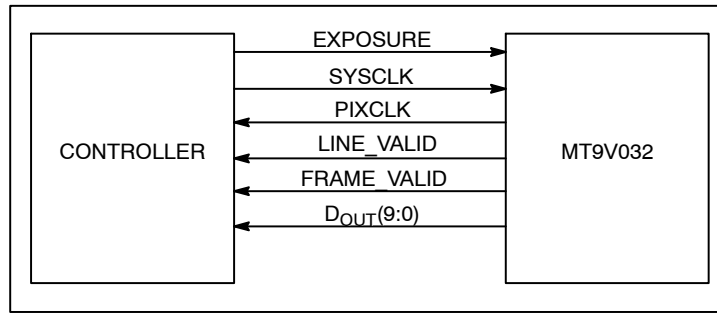 EXPOSURE
SYSCLK
PIXCLK
CONTROLLER
LINE_VALID
MT9V032
FRAME_VALID
DOUT(9:0)